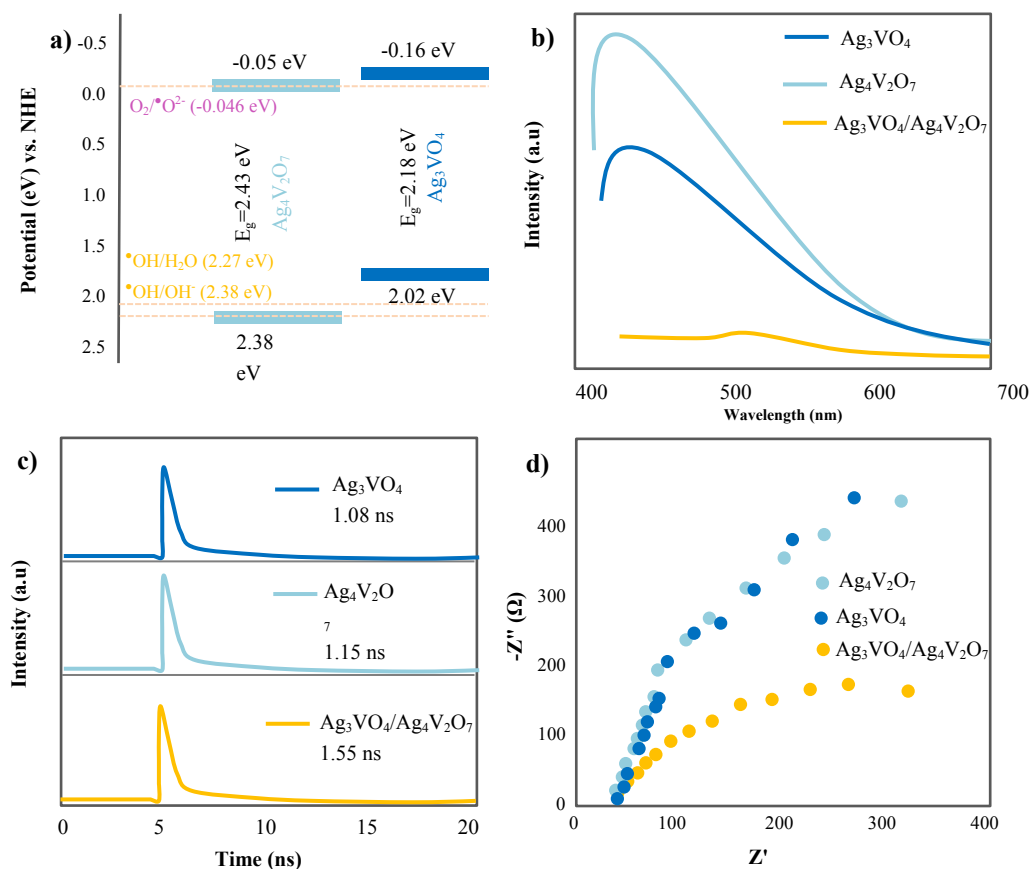 a)
Potential (eV) vs. NHE
-0.5
0.0
0.5
1.0
1.5
2.0
2.5
-0.05 eV
-0.16 eV
O₂/•O²⁻ (-0.046 eV)
E_g=2.43 eV
Ag₄V₂O₇
E_g=2.18 eV
Ag₃VO₄
•OH/H₂O (2.27 eV)
•OH/OH⁻ (2.38 eV)
2.02 eV
2.38
eV
b)
Intensity (a.u)
Ag₃VO₄
Ag₄V₂O₇
Ag₃VO₄/Ag₄V₂O₇
400 500 600 700
Wavelength (nm)
c)
Intensity (a.u)
Ag₃VO₄
1.08 ns
Ag₄V₂O
₇
1.15 ns
Ag₃VO₄/Ag₄V₂O₇
1.55 ns
0 5 10 15 20
Time (ns)
d)
-Z" (Ω)
400
300
200
100
0
Ag₄V₂O₇
Ag₃VO₄
Ag₃VO₄/Ag₄V₂O₇
0 100 200 300 400
Z'